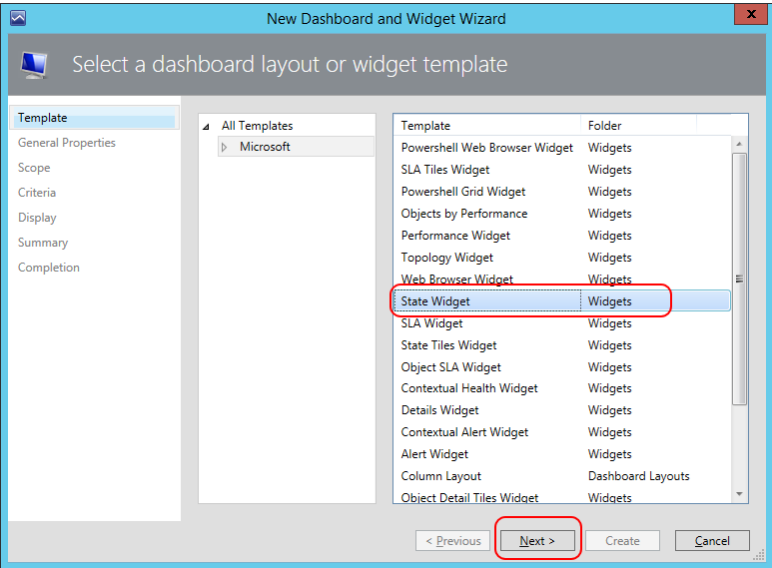 New Dashboard and Widget Wizard
x
Select a dashboard layout or widget template
Template
General Properties
Scope
Criteria
Display
Summary
Completion
All Templates
Microsoft
Template Folder
Powershell Web Browser Widget Widgets
SLA Tiles Widget Widgets
Powershell Grid Widget Widgets
Objects by Performance Widgets
Performance Widget Widgets
Topology Widget Widgets
Web Browser Widget Widgets
State Widget Widgets
SLA Widget Widgets
State Tiles Widget Widgets
Object SLA Widget Widgets
Contextual Health Widget Widgets
Details Widget Widgets
Contextual Alert Widget Widgets
Alert Widget Widgets
Column Layout Dashboard Layouts
Object Detail Tiles Widget Widgets
< Previous Next > Create Cancel